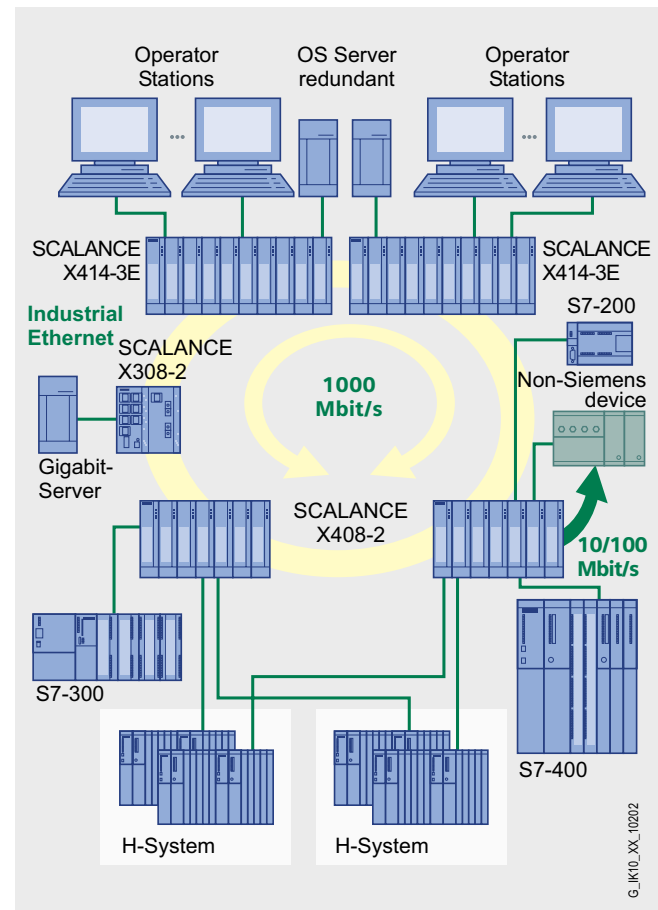 Operator
Stations
OS Server
redundant
Operator
Stations
SCALANCE
X414-3E
SCALANCE
X414-3E
Industrial
Ethernet
SCALANCE
X308-2
S7-200
1000
Mbit/s
Non-Siemens
device
Gigabit-
Server
SCALANCE
X408-2
10/100
Mbit/s
S7-300
S7-400
H-System
H-System
G_IK10_XX_10202